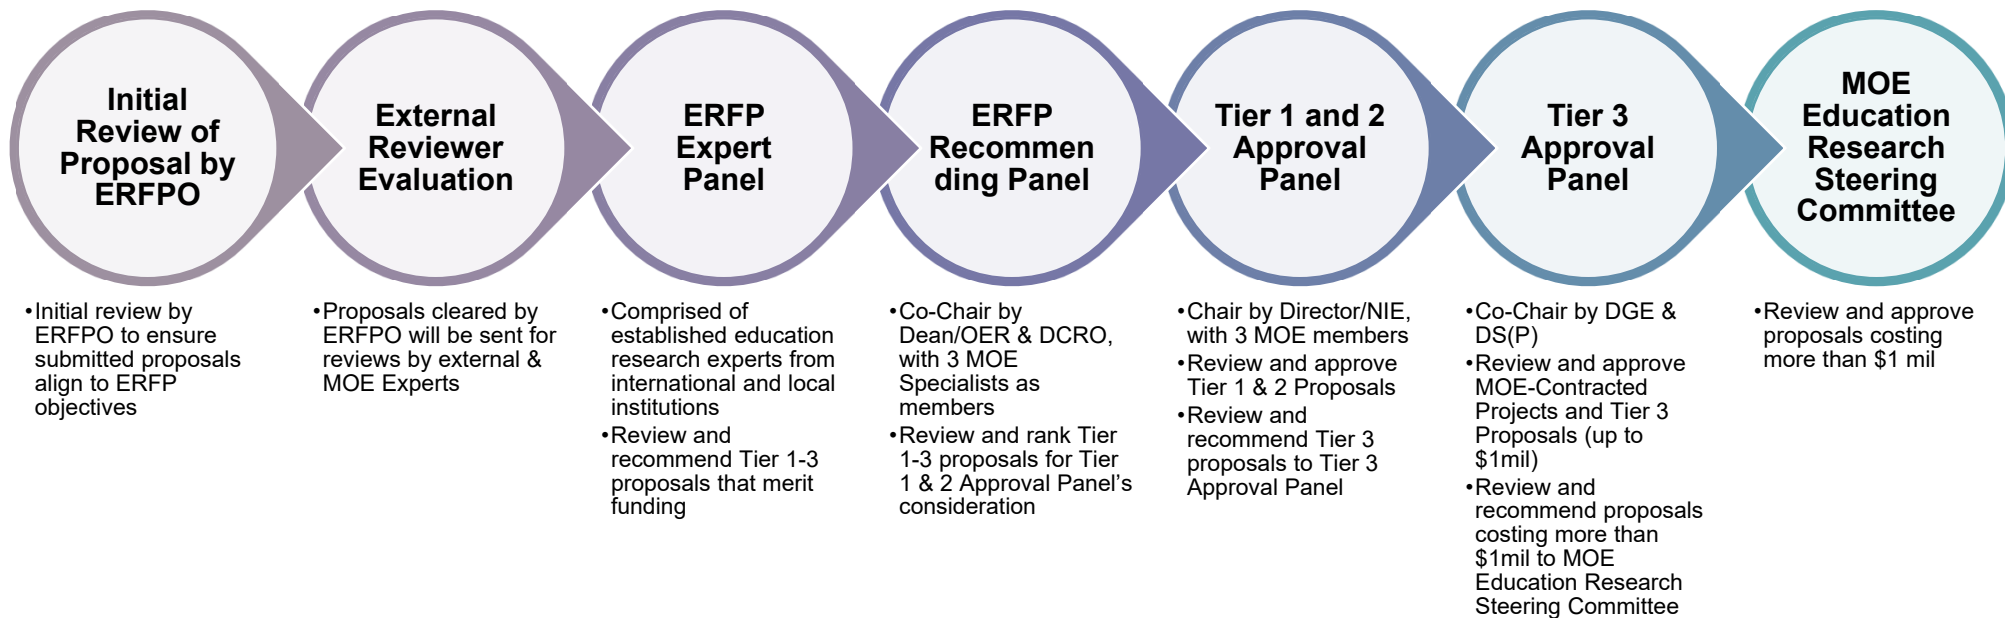 Initial
Review of
Proposal by
ERFPO
•Initial review by
ERFPO to ensure
submitted proposals
align to ERFP
objectives
External
Reviewer
Evaluation
•Proposals cleared by
ERFPO will be sent for
reviews by external &
MOE Experts
ERFP
Expert
Panel
•Comprised of
established education
research experts from
international and local
institutions
•Review and
recommend Tier 1-3
proposals that merit
funding
ERFP
Recommen
ding Panel
•Co-Chair by
Dean/OER & DCRO,
with 3 MOE
Specialists as
members
•Review and rank Tier
1-3 proposals for Tier
1 & 2 Approval Panel’s
consideration
Tier 1 and 2
Approval
Panel
•Chair by Director/NIE,
with 3 MOE members
•Review and approve
Tier 1 & 2 Proposals
•Review and
recommend Tier 3
proposals to Tier 3
Approval Panel
Tier 3
Approval
Panel
•Co-Chair by DGE &
DS(P)
•Review and approve
MOE-Contracted
Projects and Tier 3
Proposals (up to
$1mil)
•Review and
recommend proposals
costing more than
$1mil to MOE
Education Research
Steering Committee
MOE
Education
Research
Steering
Committee
•Review and approve
proposals costing
more than $1 mil